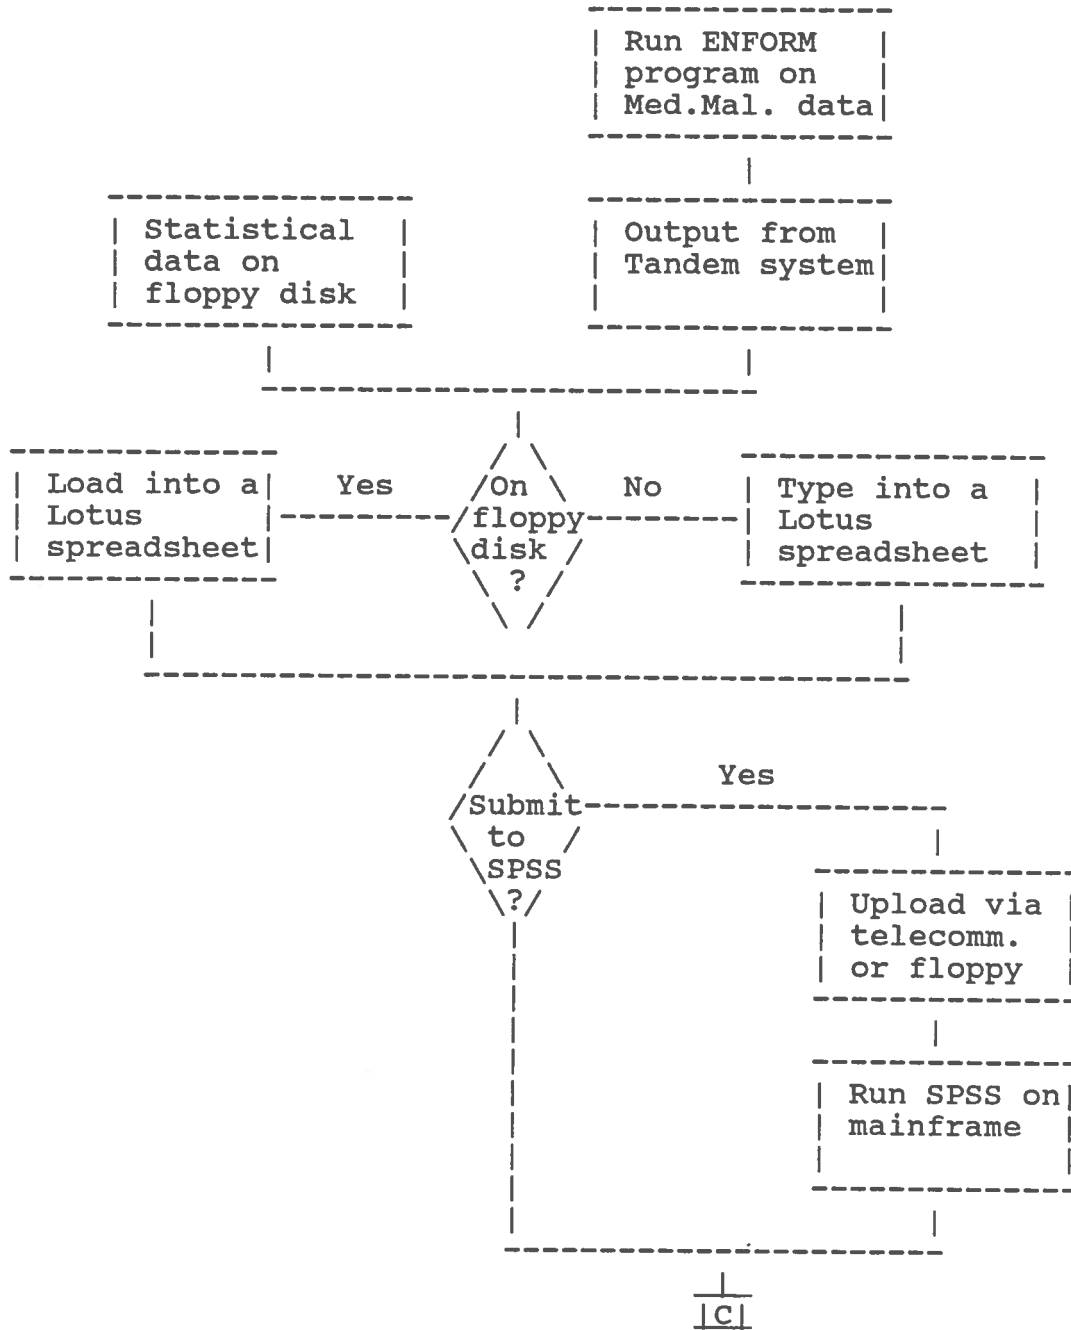 Run ENFORM
program on
Med.Mal. data
Statistical
data on
floppy disk
Output from
Tandem system
Load into a
Lotus
spreadsheet
Yes
On
floppy
disk
?
No
Type into a
Lotus
spreadsheet
Submit
to
SPSS
?
Yes
Upload via
telecomm.
or floppy
Run SPSS on
mainframe
C